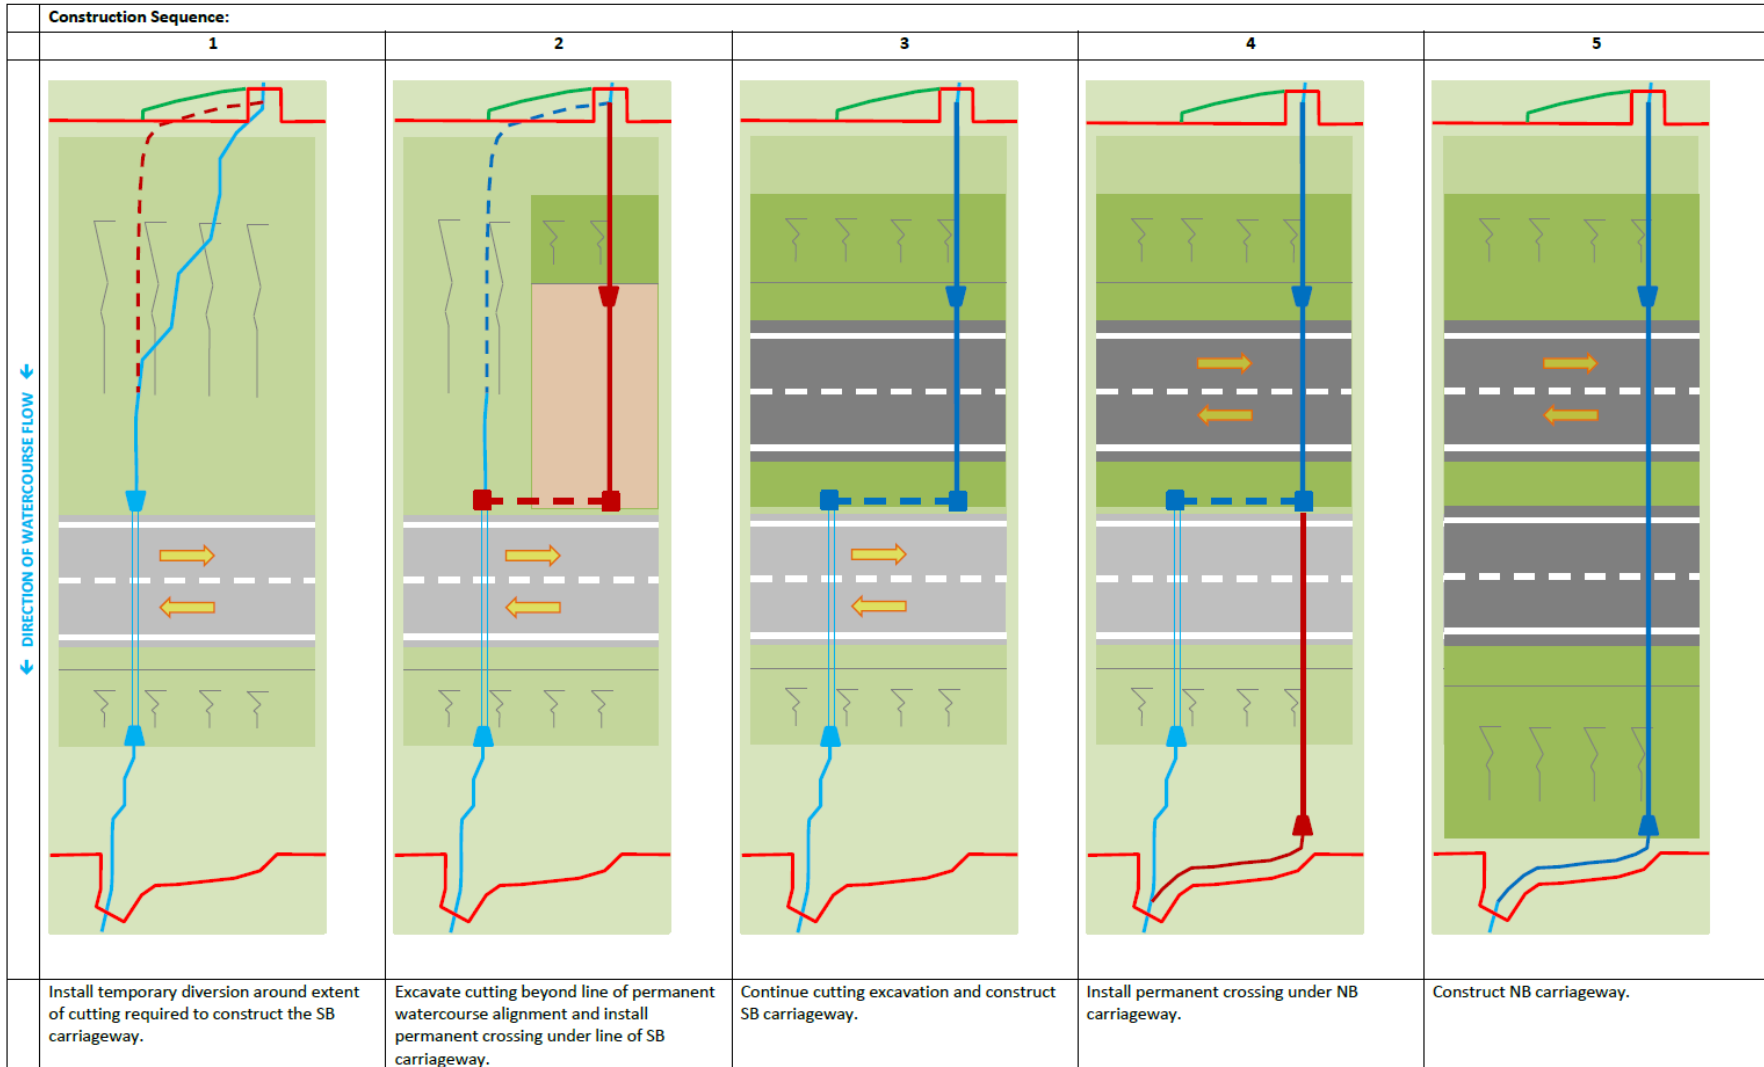 Construction Sequence:
1
2
3
4
5
← DIRECTION OF WATERCOURSE FLOW ←
Install temporary diversion around extent
of cutting required to construct the SB
carriageway.
Excavate cutting beyond line of permanent
watercourse alignment and install
permanent crossing under line of SB
carriageway.
Continue cutting excavation and construct
SB carriageway.
Install permanent crossing under NB
carriageway.
Construct NB carriageway.